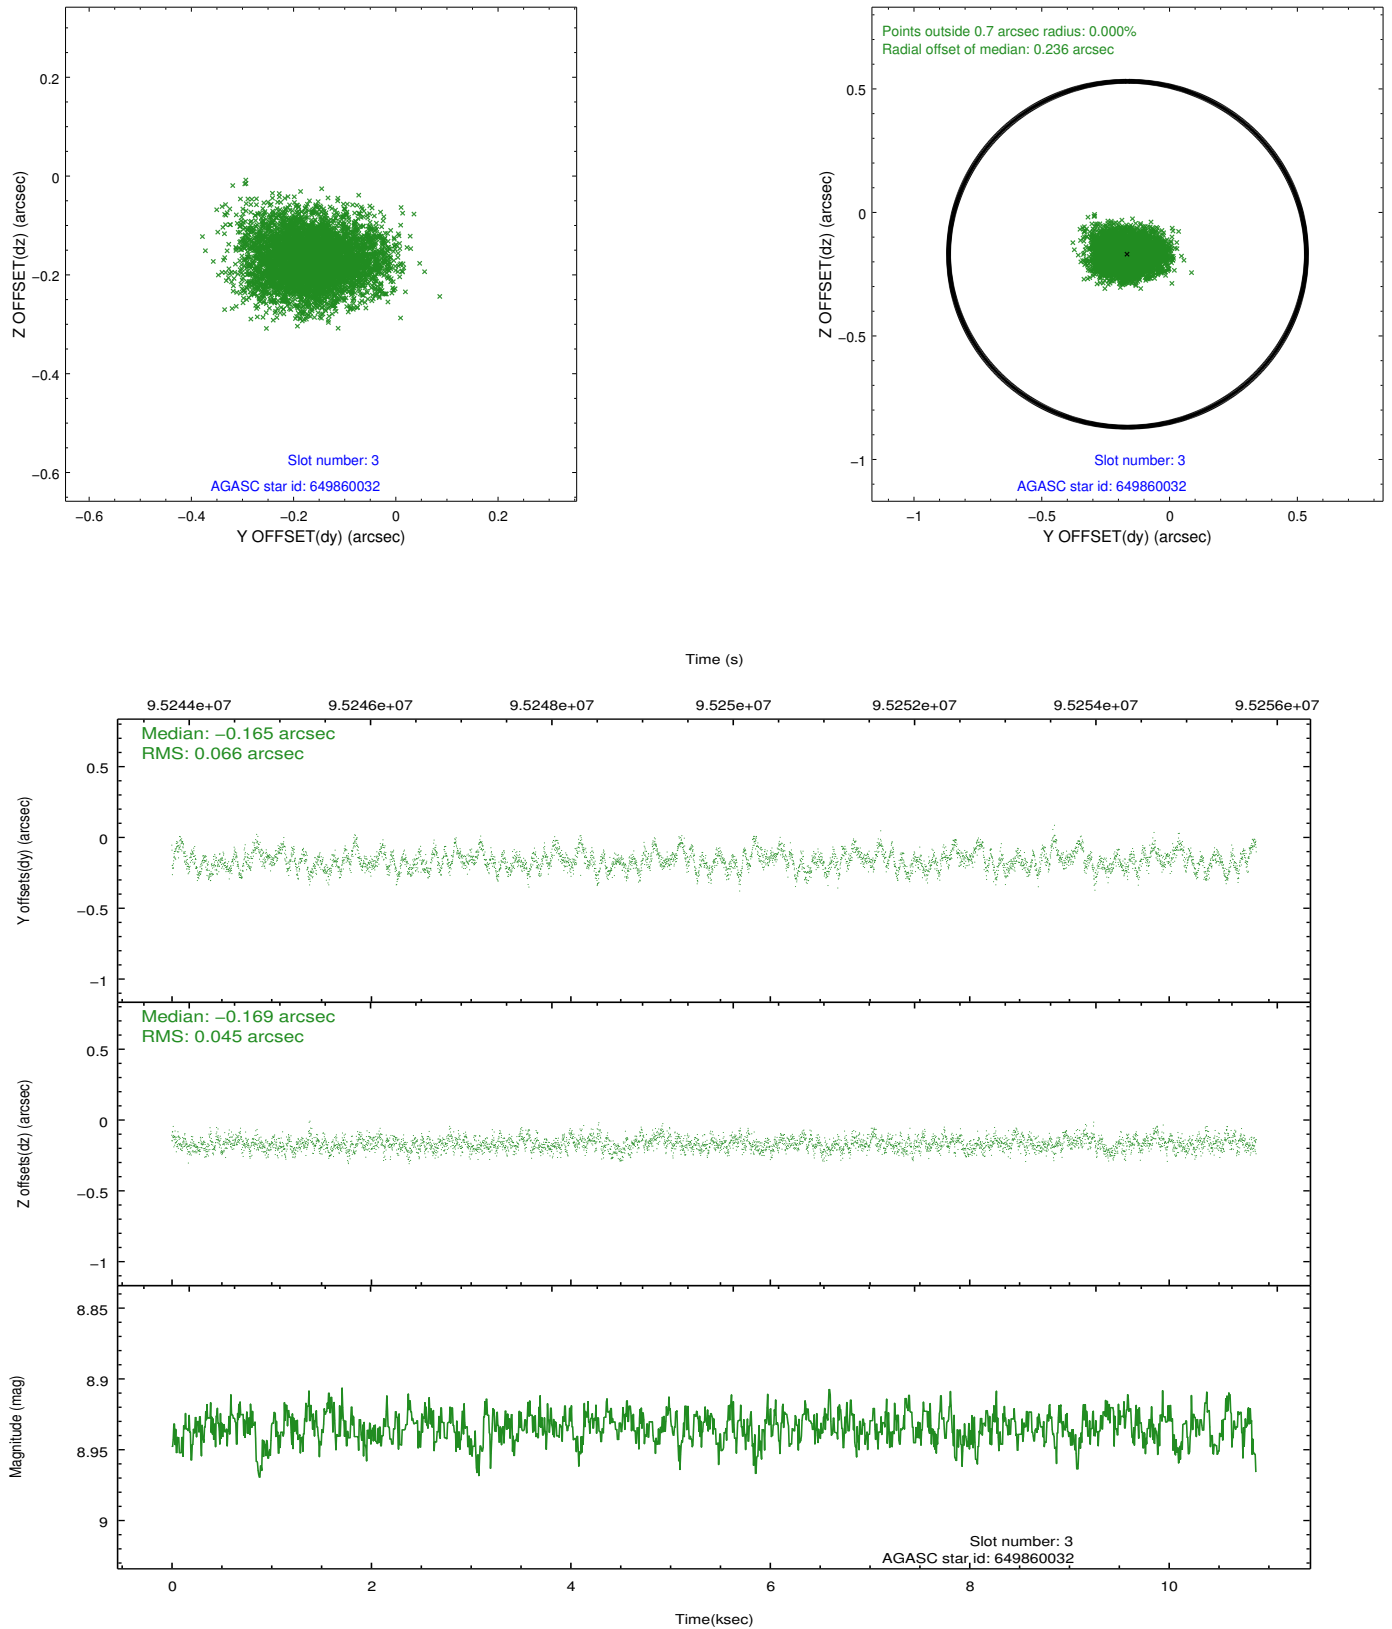 0.2
0
−0.2
−0.4
−0.6
Z OFFSET(dz) (arcsec)
Slot number: 3
AGASC star id: 649860032
−0.6
−0.4
−0.2
0
0.2
Y OFFSET(dy) (arcsec)
Points outside 0.7 arcsec radius: 0.000%
Radial offset of median: 0.236 arcsec
0.5
0
−0.5
−1
Z OFFSET(dz) (arcsec)
Slot number: 3
AGASC star id: 649860032
−1
−0.5
0
0.5
Y OFFSET(dy) (arcsec)
Time (s)
9.5244e+07
9.5246e+07
9.5248e+07
9.525e+07
9.5252e+07
9.5254e+07
9.5256e+07
Median: −0.165 arcsec
RMS: 0.066 arcsec
0.5
0
−0.5
−1
Y offsets(dy) (arcsec)
Median: −0.169 arcsec
RMS: 0.045 arcsec
0.5
0
−0.5
−1
Z offsets(dz) (arcsec)
8.85
8.9
8.95
9
Magnitude (mag)
Slot number: 3
AGASC star id: 649860032
0
2
4
6
8
10
Time(ksec)